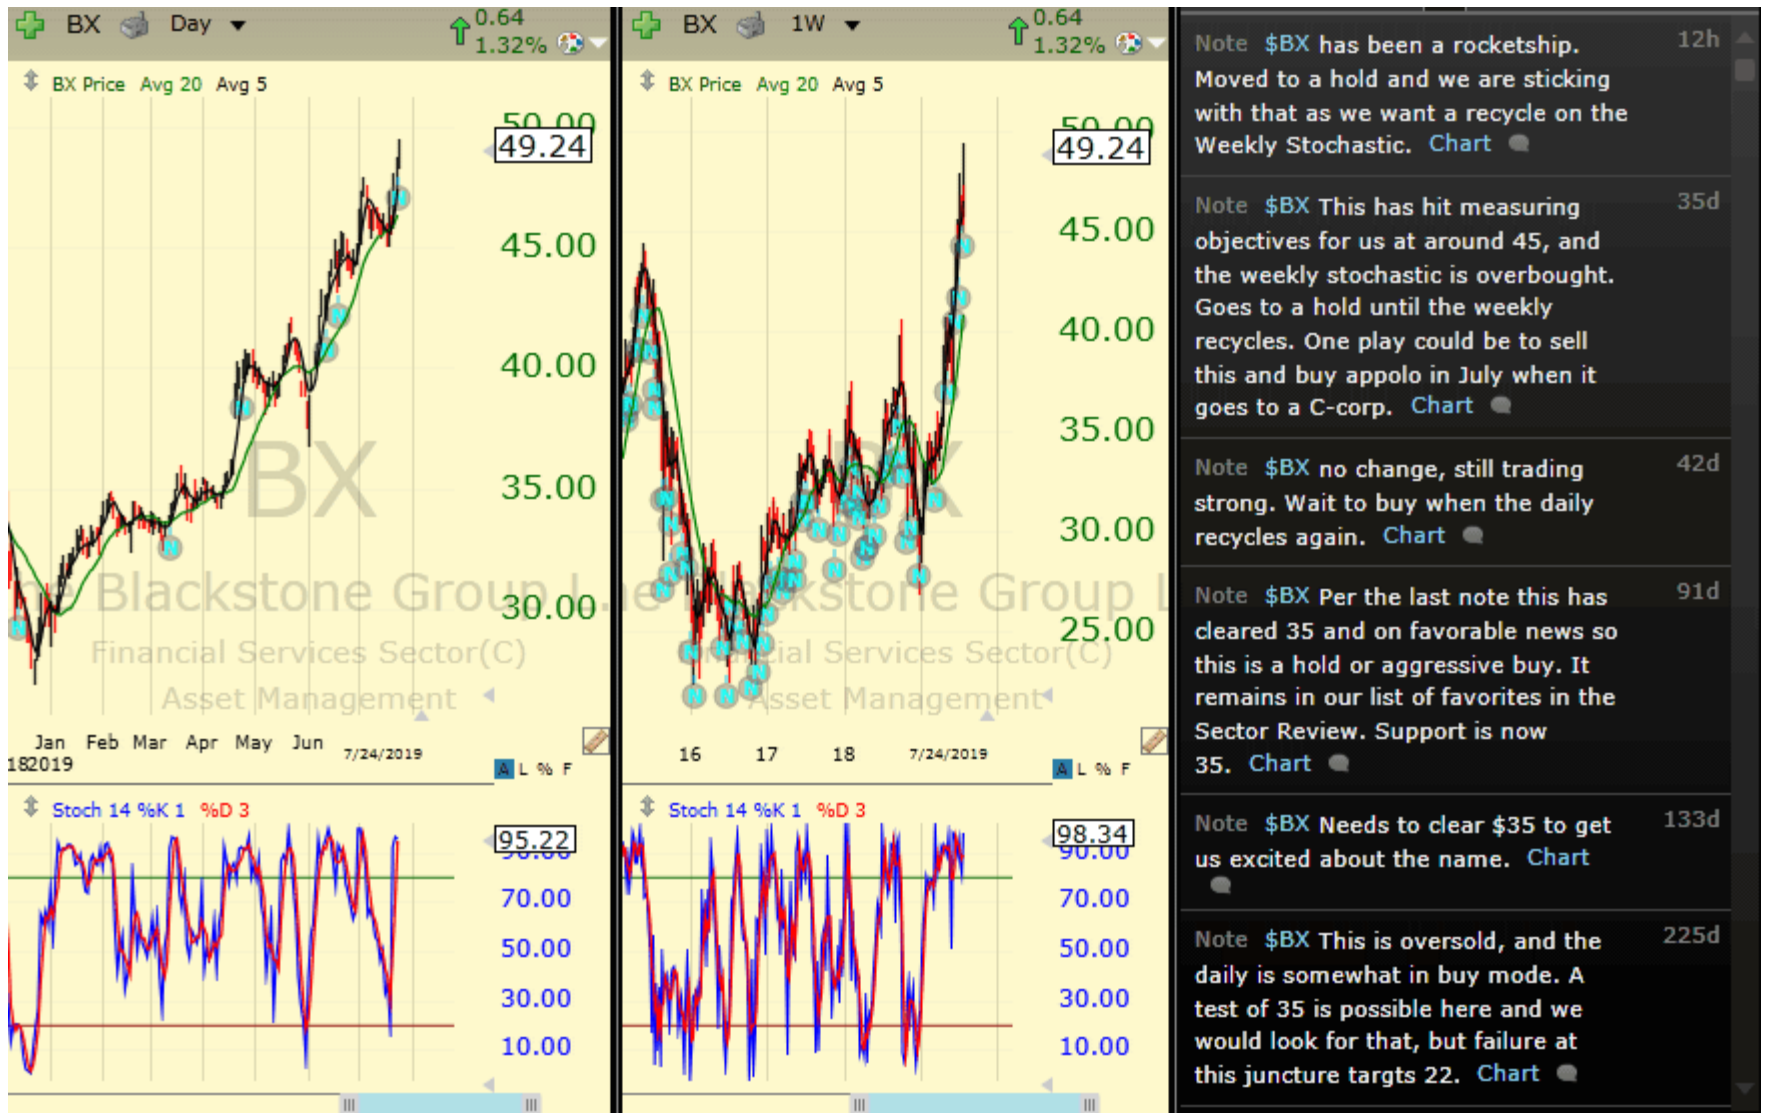 BX Day 0.64
1.32%
BX Price Avg 20 Avg 5
50.00
49.24
45.00
40.00
35.00
30.00
BX
Blackstone Group L
Financial Services Sector(C)
Asset Management
Jan Feb Mar Apr May Jun 7/24/2019
182019
A L % F
Stoch 14 %K 1 %D 3
95.22
90.00
70.00
50.00
30.00
10.00
BX 1W 0.64
1.32%
BX Price Avg 20 Avg 5
50.00
49.24
45.00
40.00
35.00
30.00
25.00
BX
Blackstone Group L
Financial Services Sector(C)
Asset Management
16 17 18 7/24/2019
A L % F
Stoch 14 %K 1 %D 3
98.34
90.00
70.00
50.00
30.00
10.00
Note $BX has been a rocketship. 12h
Moved to a hold and we are sticking
with that as we want a recycle on the
Weekly Stochastic. Chart
Note $BX This has hit measuring 35d
objectives for us at around 45, and
the weekly stochastic is overbought.
Goes to a hold until the weekly
recycles. One play could be to sell
this and buy appolo in July when it
goes to a C-corp. Chart
Note $BX no change, still trading 42d
strong. Wait to buy when the daily
recycles again. Chart
Note $BX Per the last note this has 91d
cleared 35 and on favorable news so
this is a hold or aggressive buy. It
remains in our list of favorites in the
Sector Review. Support is now
35. Chart
Note $BX Needs to clear $35 to get 133d
us excited about the name. Chart
Note $BX This is oversold, and the 225d
daily is somewhat in buy mode. A
test of 35 is possible here and we
would look for that, but failure at
this juncture targts 22. Chart